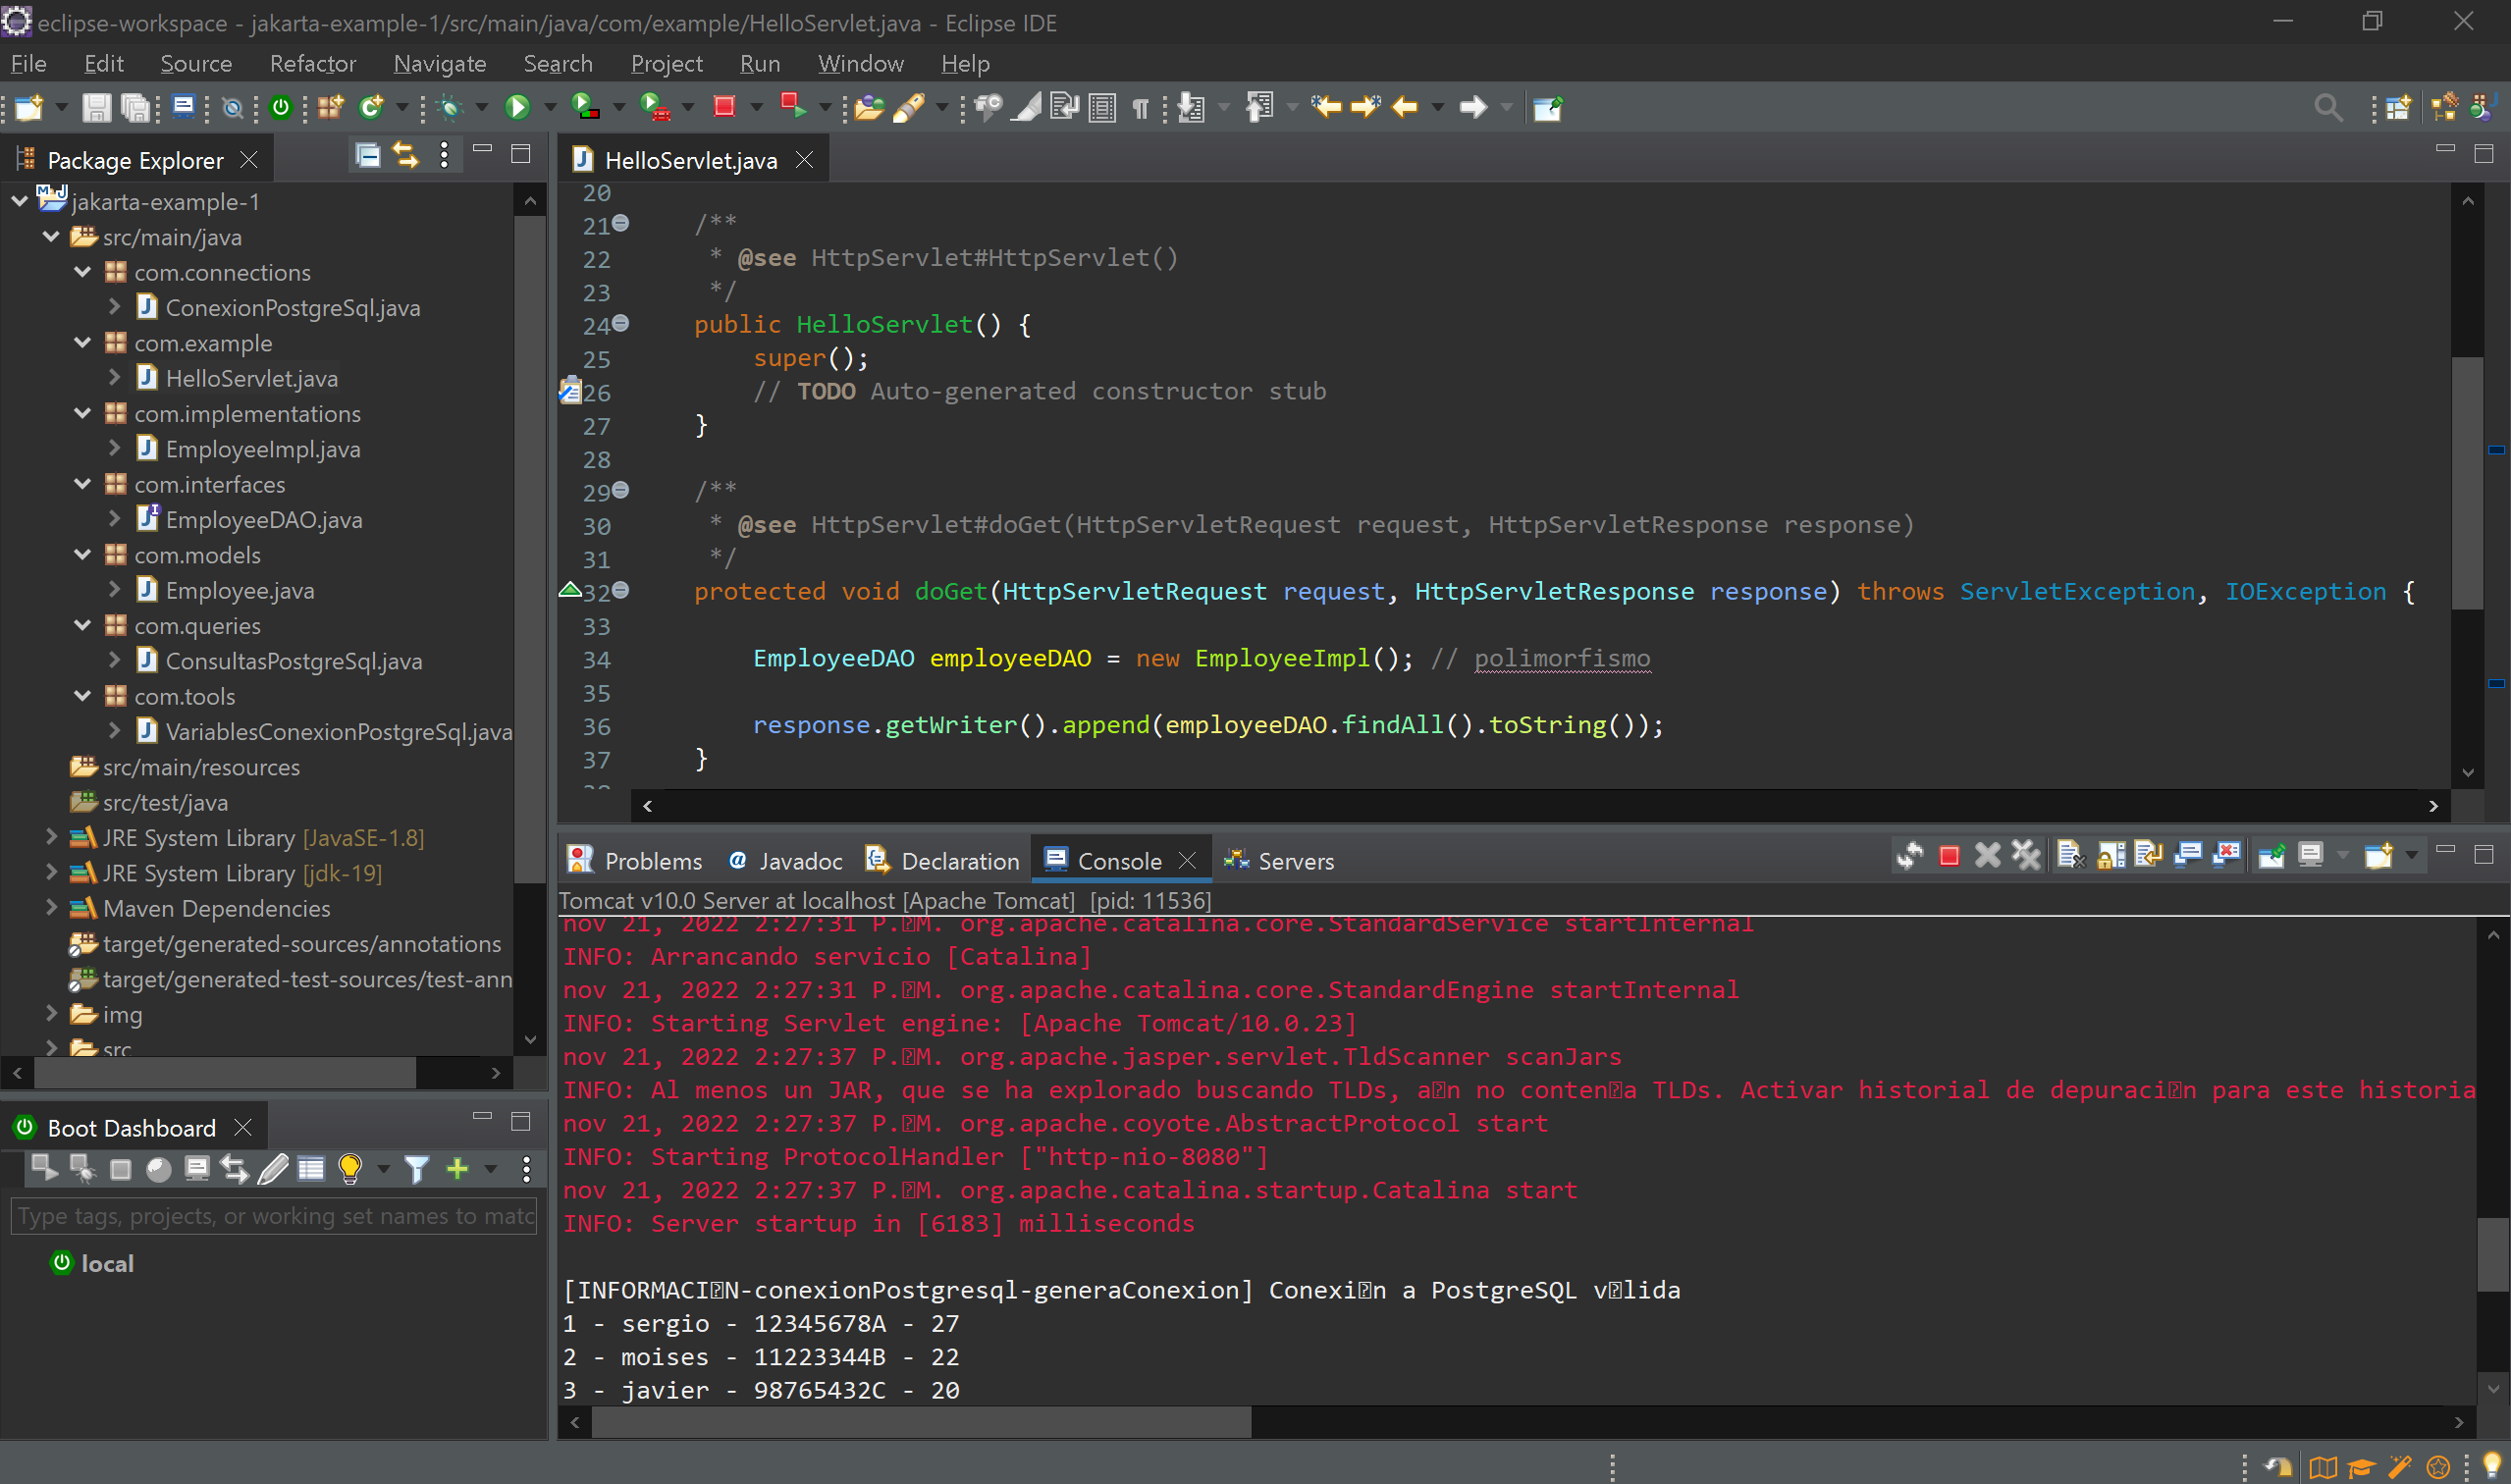 eclipse-workspace - jakarta-example-1/src/main/java/com/example/HelloServlet.java - Eclipse IDE
File Edit Source Refactor Navigate Search Project Run Window Help
Package Explorer
jakarta-example-1
src/main/java
com.connections
ConexionPostgreSql.java
com.example
HelloServlet.java
com.implementations
EmployeeImpl.java
com.interfaces
EmployeeDAO.java
com.models
Employee.java
com.queries
ConsultasPostgreSql.java
com.tools
VariablesConexionPostgreSql.java
src/main/resources
src/test/java
JRE System Library [JavaSE-1.8]
JRE System Library [jdk-19]
Maven Dependencies
target/generated-sources/annotations
target/generated-test-sources/test-ann
img
src
Boot Dashboard
Type tags, projects, or working set names to matc
local
HelloServlet.java
20
21 /**
22 * @see HttpServlet#HttpServlet()
23 */
24 public HelloServlet() {
25 super();
26 // TODO Auto-generated constructor stub
27 }
28
29 /**
30 * @see HttpServlet#doGet(HttpServletRequest request, HttpServletResponse response)
31 */
32 protected void doGet(HttpServletRequest request, HttpServletResponse response) throws ServletException, IOException {
33
34 EmployeeDAO employeeDAO = new EmployeeImpl(); // polimorfismo
35
36 response.getWriter().append(employeeDAO.findAll().toString());
37 }
Problems @ Javadoc Declaration Console Servers
Tomcat v10.0 Server at localhost [Apache Tomcat] [pid: 11536]
nov 21, 2022 2:27:31 P.�M. org.apache.catalina.core.StandardService startInternal
INFO: Arrancando servicio [Catalina]
nov 21, 2022 2:27:31 P.�M. org.apache.catalina.core.StandardEngine startInternal
INFO: Starting Servlet engine: [Apache Tomcat/10.0.23]
nov 21, 2022 2:27:37 P.�M. org.apache.jasper.servlet.TldScanner scanJars
INFO: Al menos un JAR, que se ha explorado buscando TLDs, a�n no conten�a TLDs. Activar historial de depuraci�n para este historia
nov 21, 2022 2:27:37 P.�M. org.apache.coyote.AbstractProtocol start
INFO: Starting ProtocolHandler ["http-nio-8080"]
nov 21, 2022 2:27:37 P.�M. org.apache.catalina.startup.Catalina start
INFO: Server startup in [6183] milliseconds
[INFORMACI�N-conexionPostgresql-generaConexion] Conexi�n a PostgreSQL v�lida
1 - sergio - 12345678A - 27
2 - moises - 11223344B - 22
3 - javier - 98765432C - 20